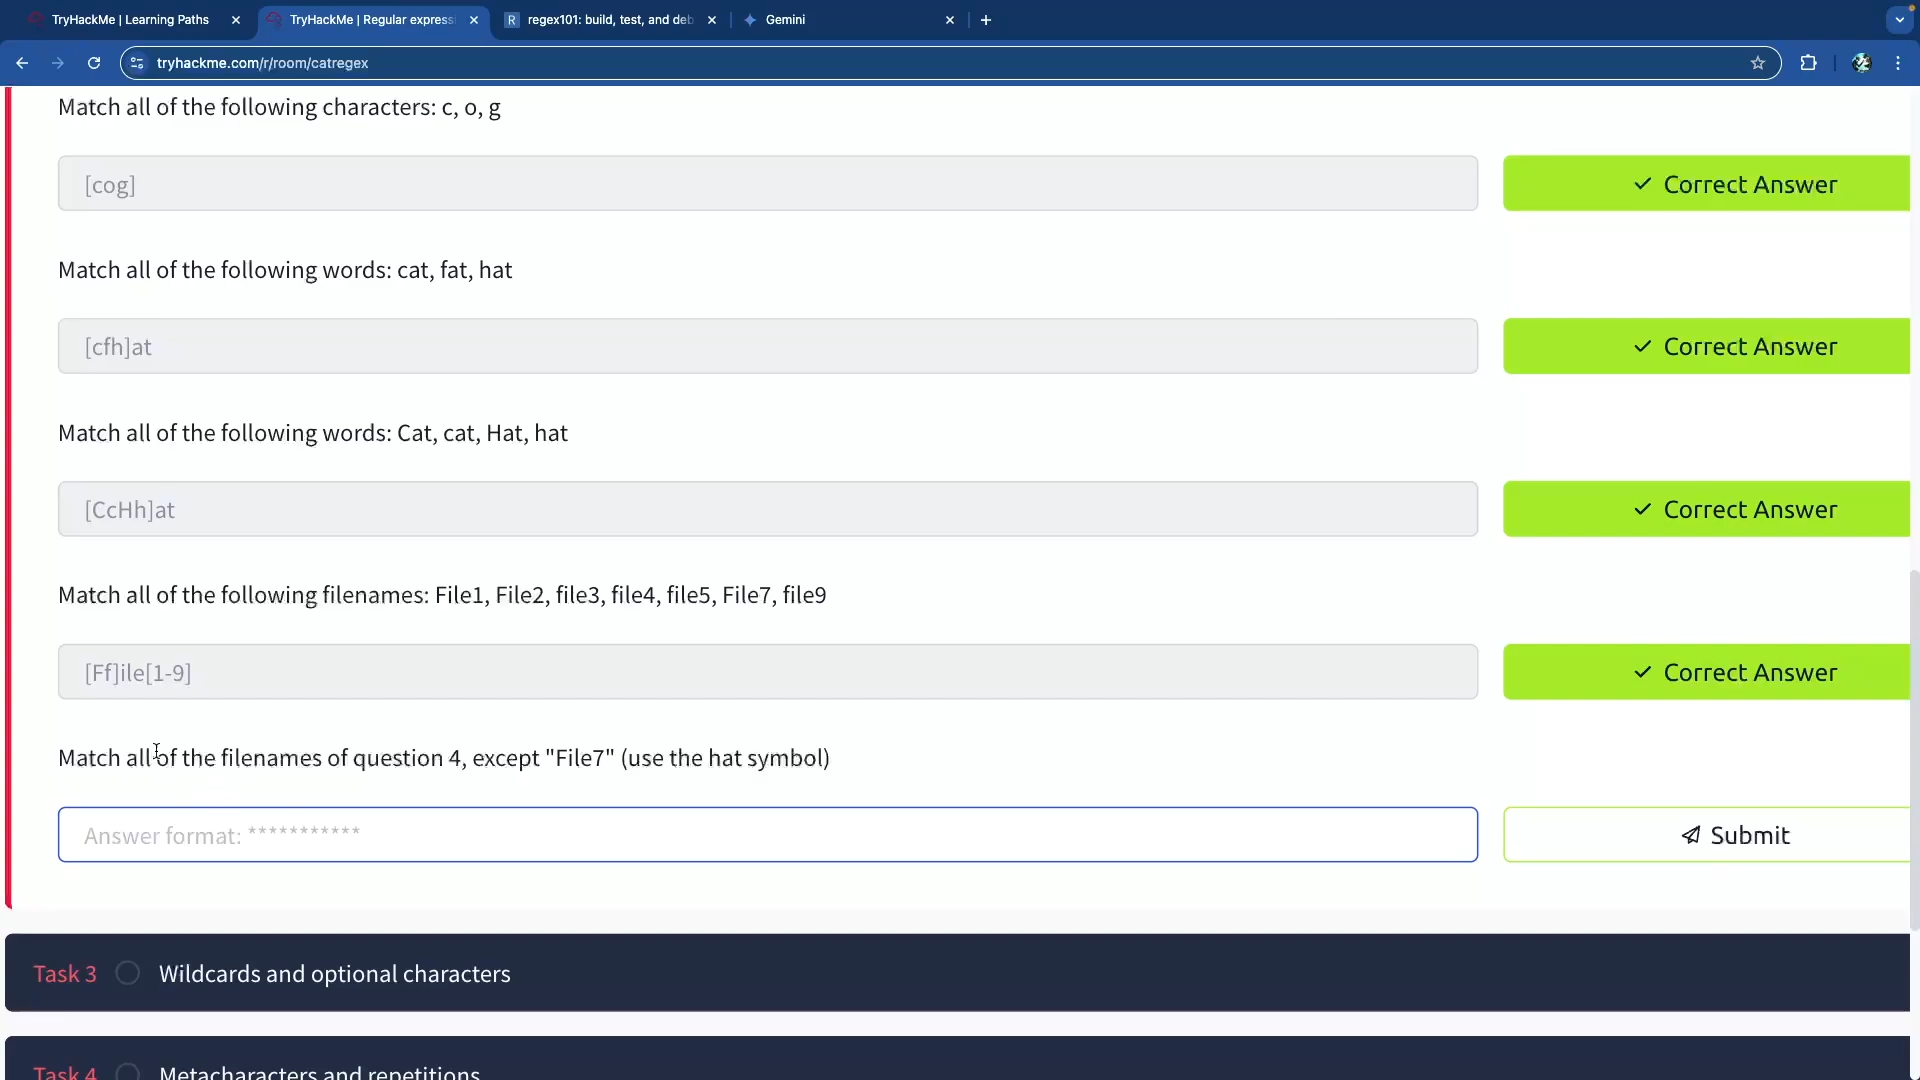 TryHackMe | Learning Paths
TryHackMe | Regular express
regex101: build, test, and deb
Gemini
tryhackme.com/r/room/catregex
Match all of the following characters: c, o, g
[cog]
Correct Answer
Match all of the following words: cat, fat, hat
[cfh]at
Correct Answer
Match all of the following words: Cat, cat, Hat, hat
[CcHh]at
Correct Answer
Match all of the following filenames: File1, File2, file3, file4, file5, File7, file9
[Ff]ile[1-9]
Correct Answer
Match all of the filenames of question 4, except "File7" (use the hat symbol)
Answer format: ***********
Submit
Task 3 Wildcards and optional characters
Task 4 Metacharacters and repetitions